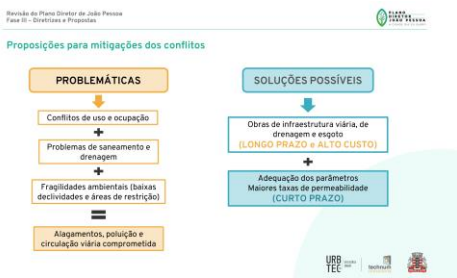 Revisão do Plano Diretor de João Pessoa
Fase III – Diretrizes e Propostas
PLANO
DIRETOR
JOÃO PESSOA
Proposições para mitigações dos conflitos
PROBLEMÁTICAS
Conflitos de uso e ocupação
+
Problemas de saneamento e
drenagem
+
Fragilidades ambientais (baixas
declividades e áreas de restrição)
=
Alagamentos, poluição e
circulação viária comprometida
SOLUÇÕES POSSÍVEIS
Obras de infraestrutura viária, de
drenagem e esgoto
(LONGO PRAZO e ALTO CUSTO)
+
Adequação dos parâmetros
Maiores taxas de permeabilidade
(CURTO PRAZO)
URB
TEC
technum